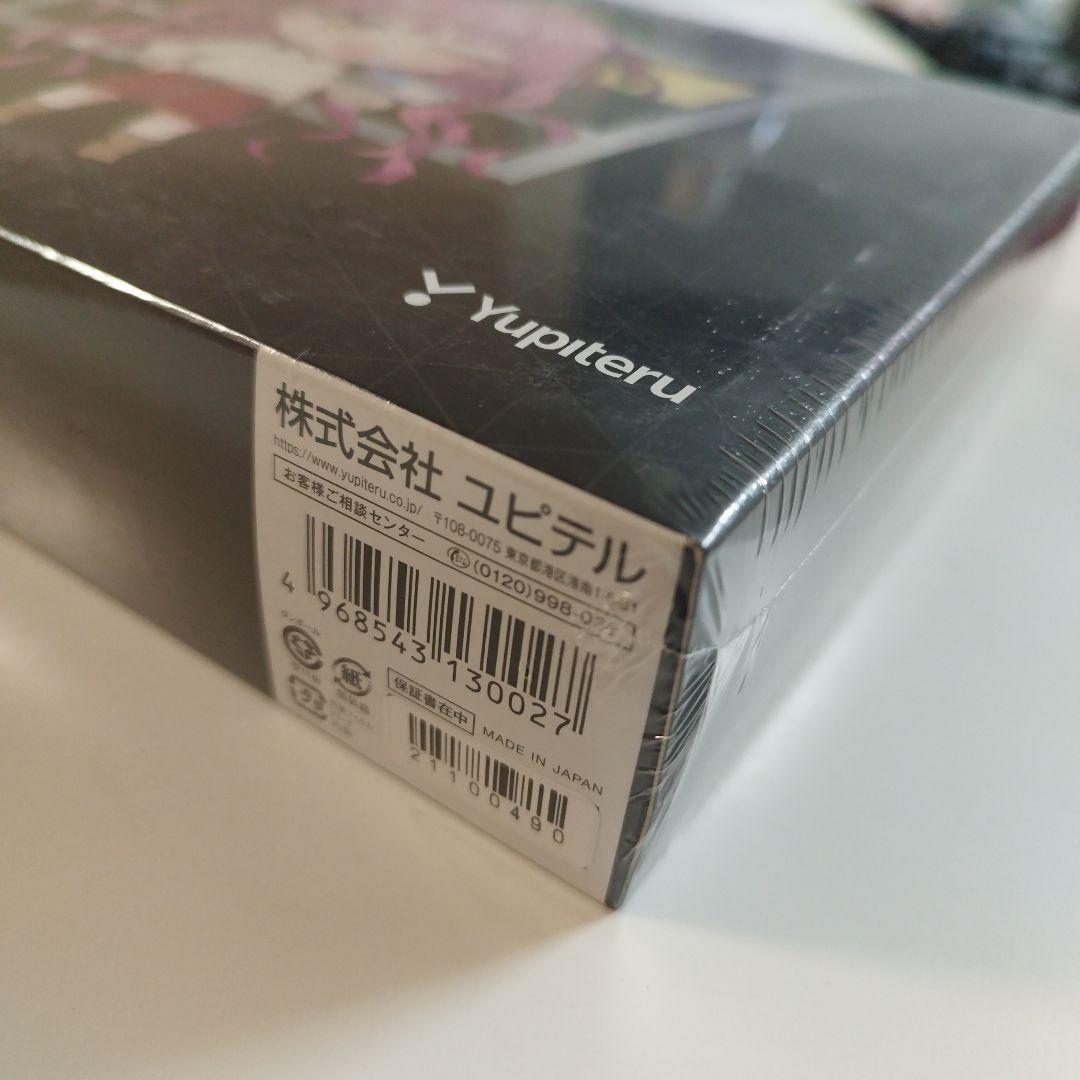 Yupiteru
株式会社 ユピテル
https://www.yupiteru.co.jp/ 〒108-0075 東京都港区港南
お客様ご相談センター (0120)998-0
4 968543 130027
ダンボール
紙
保証書在中 MADE IN JAPAN
21100490